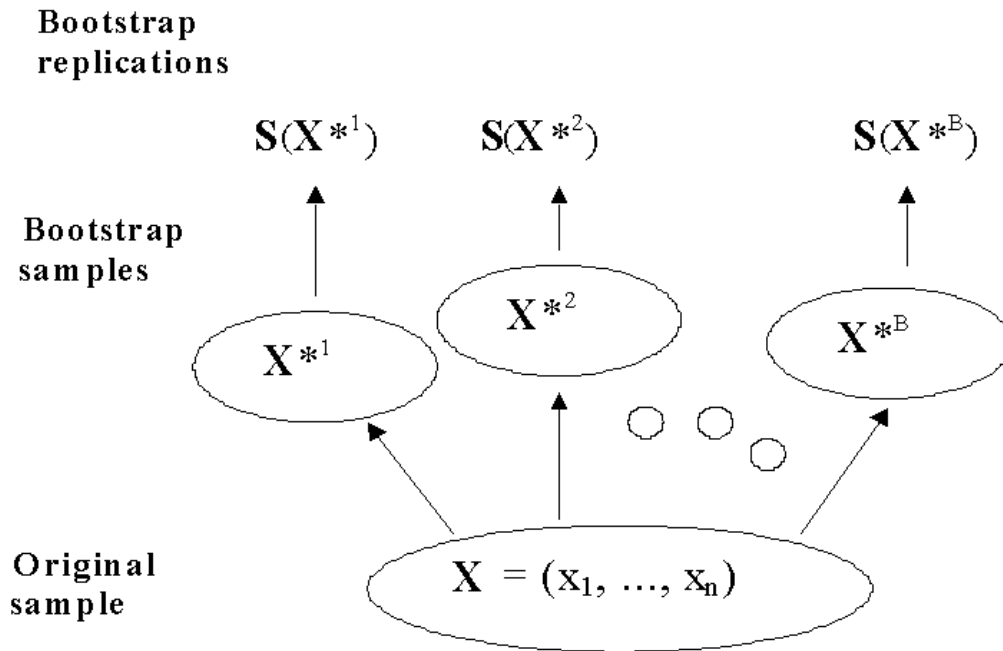 Bootstrap
replications
S(X*¹) S(X*²) S(X*ᴮ)
Bootstrap
samples
X*¹ X*² X*ᴮ
Original
sample
X = (x₁, ..., xₙ)